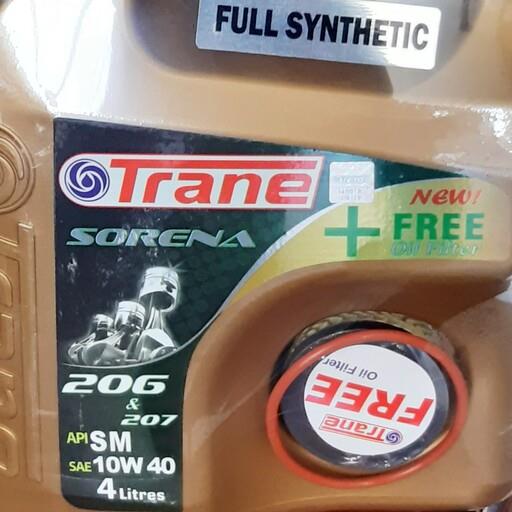 FULL SYNTHETIC
Trane
SORENA
NEW!
+ FREE
Oil Filter
206
&
207
API SM
SAE 10W 40
4 Litres
Oil Filter
FREE
Trane